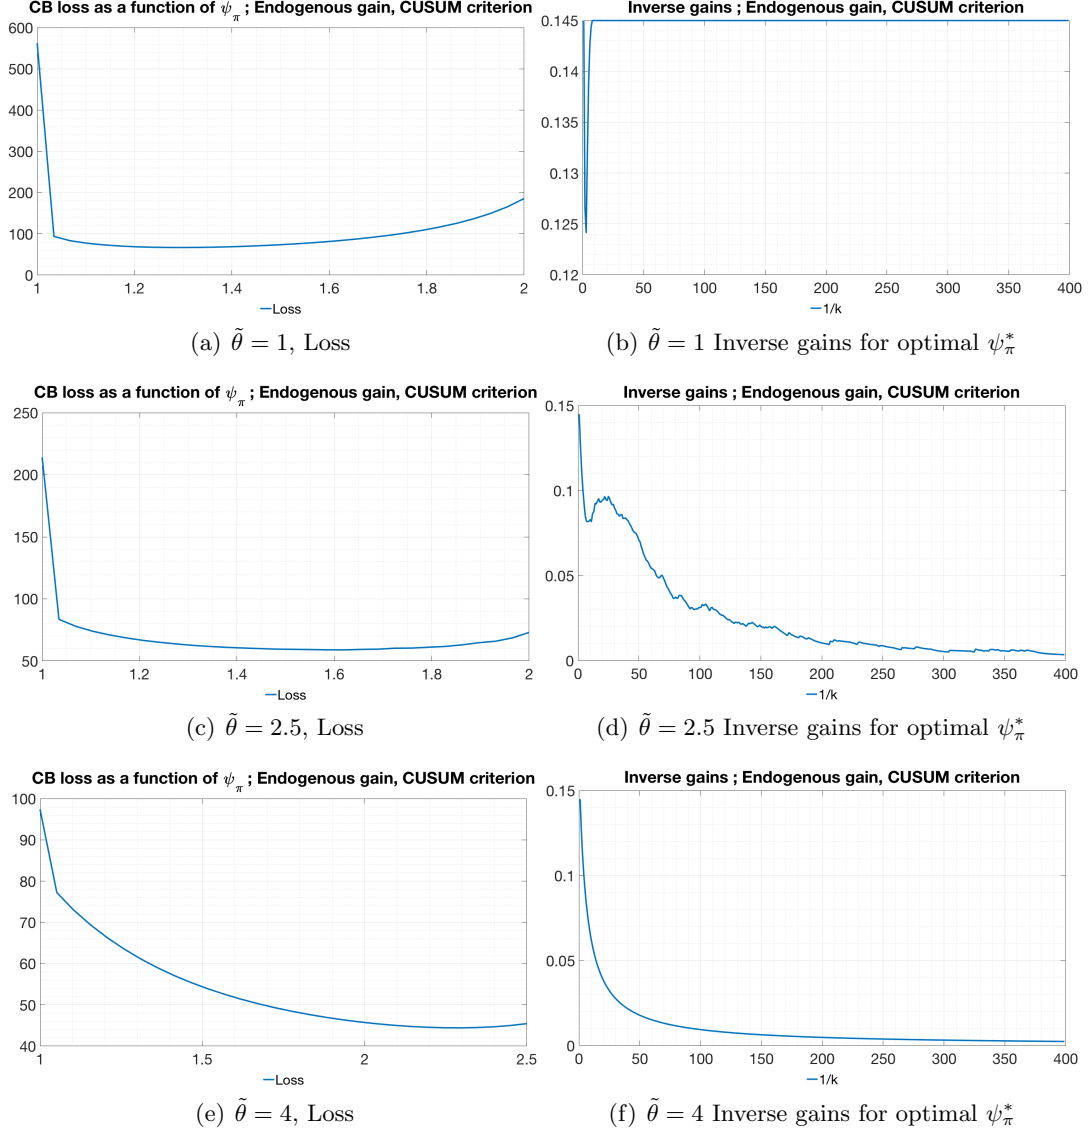 CB loss as a function of ψπ ; Endogenous gain, CUSUM criterion
600
500
400
300
200
100
0
1 1.2 1.4 1.6 1.8 2
Loss
(a) θ̃ = 1, Loss
Inverse gains ; Endogenous gain, CUSUM criterion
0.145
0.14
0.135
0.13
0.125
0.12
0 50 100 150 200 250 300 350 400
1/k
(b) θ̃ = 1 Inverse gains for optimal ψ*π
CB loss as a function of ψπ ; Endogenous gain, CUSUM criterion
250
200
150
100
50
1 1.2 1.4 1.6 1.8 2
Loss
(c) θ̃ = 2.5, Loss
Inverse gains ; Endogenous gain, CUSUM criterion
0.15
0.1
0.05
0
0 50 100 150 200 250 300 350 400
1/k
(d) θ̃ = 2.5 Inverse gains for optimal ψ*π
CB loss as a function of ψπ ; Endogenous gain, CUSUM criterion
100
90
80
70
60
50
40
1 1.5 2 2.5
Loss
(e) θ̃ = 4, Loss
Inverse gains ; Endogenous gain, CUSUM criterion
0.15
0.1
0.05
0
0 50 100 150 200 250 300 350 400
1/k
(f) θ̃ = 4 Inverse gains for optimal ψ*π